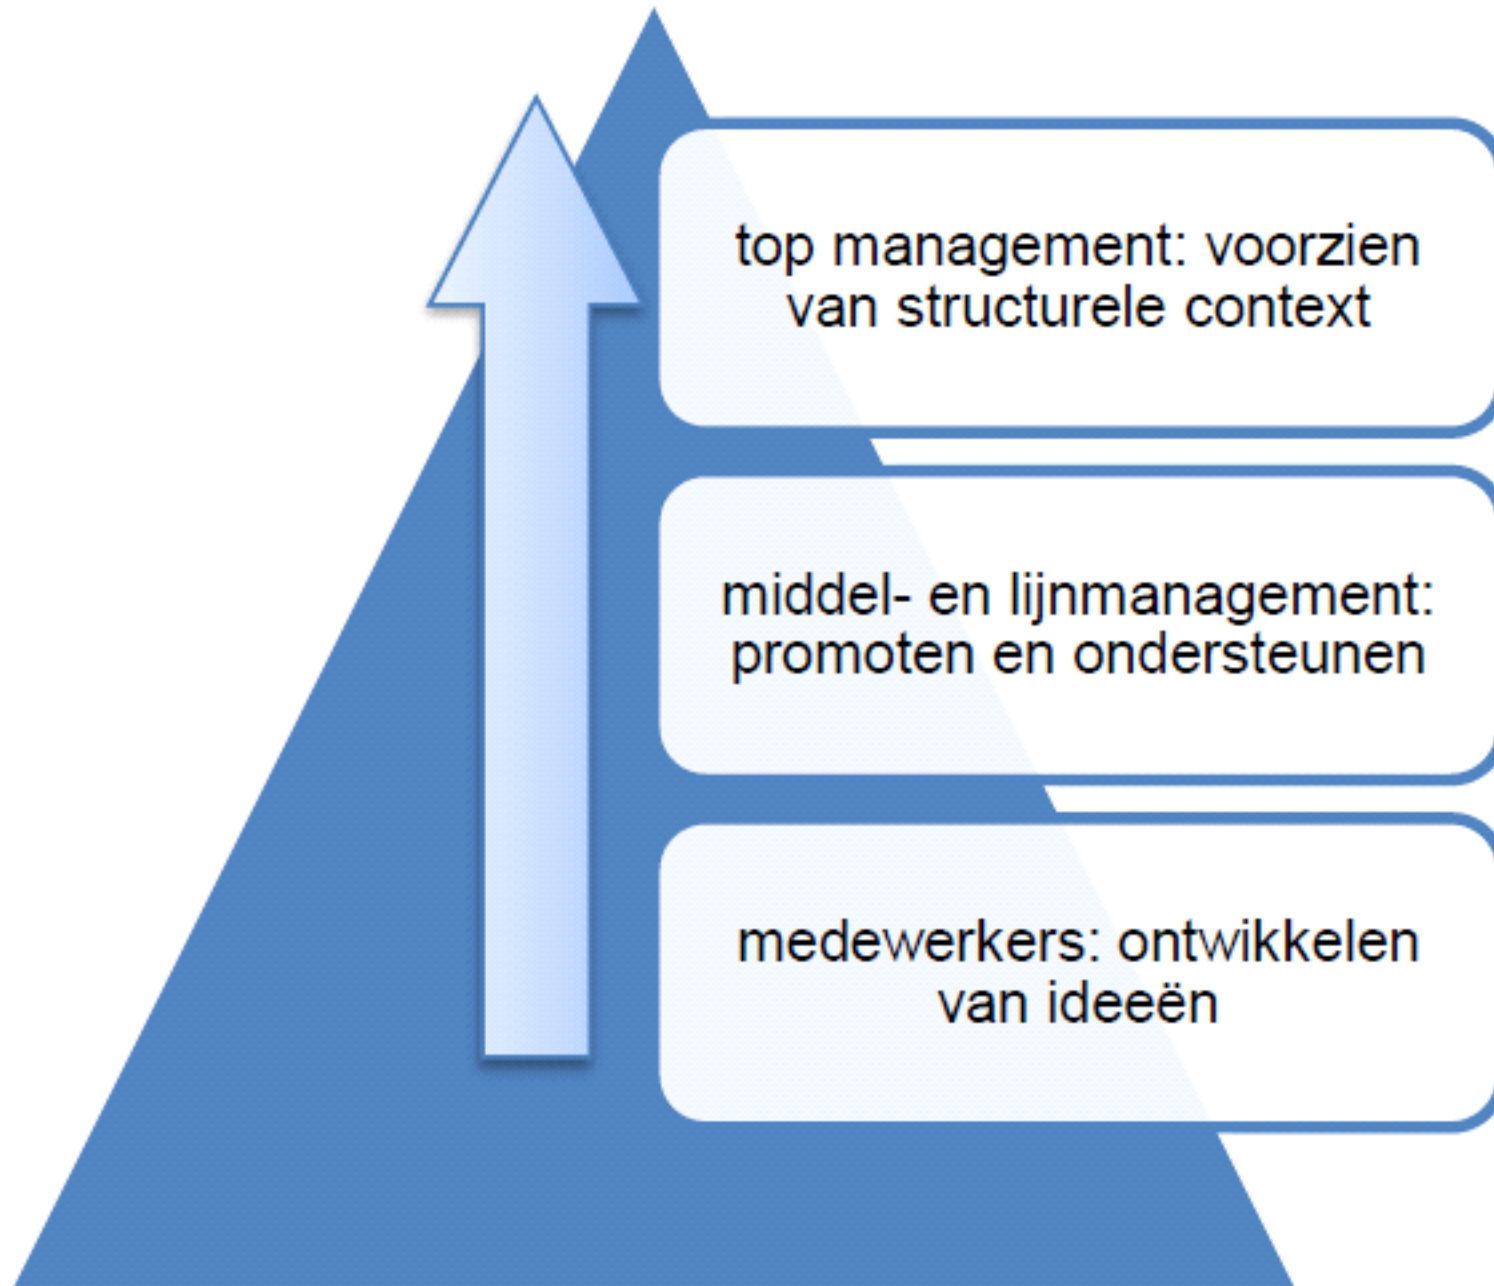 top management: voorzien
van structurele context
middel- en lijnmanagement:
promoten en ondersteunen
medewerkers: ontwikkelen
van ideeën